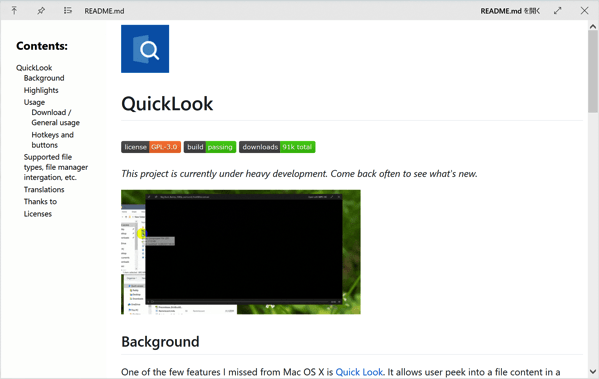 README.md
README.md を開く
Contents:
QuickLook
Background
Highlights
Usage
Download /
General usage
Hotkeys and
buttons
Supported file
types, file manager
intergation, etc.
Translations
Thanks to
Licenses
QuickLook
license GPL-3.0 build passing downloads 91k total
This project is currently under heavy development. Come back often to see what's new.
Background
One of the few features I missed from Mac OS X is Quick Look. It allows user peek into a file content in a